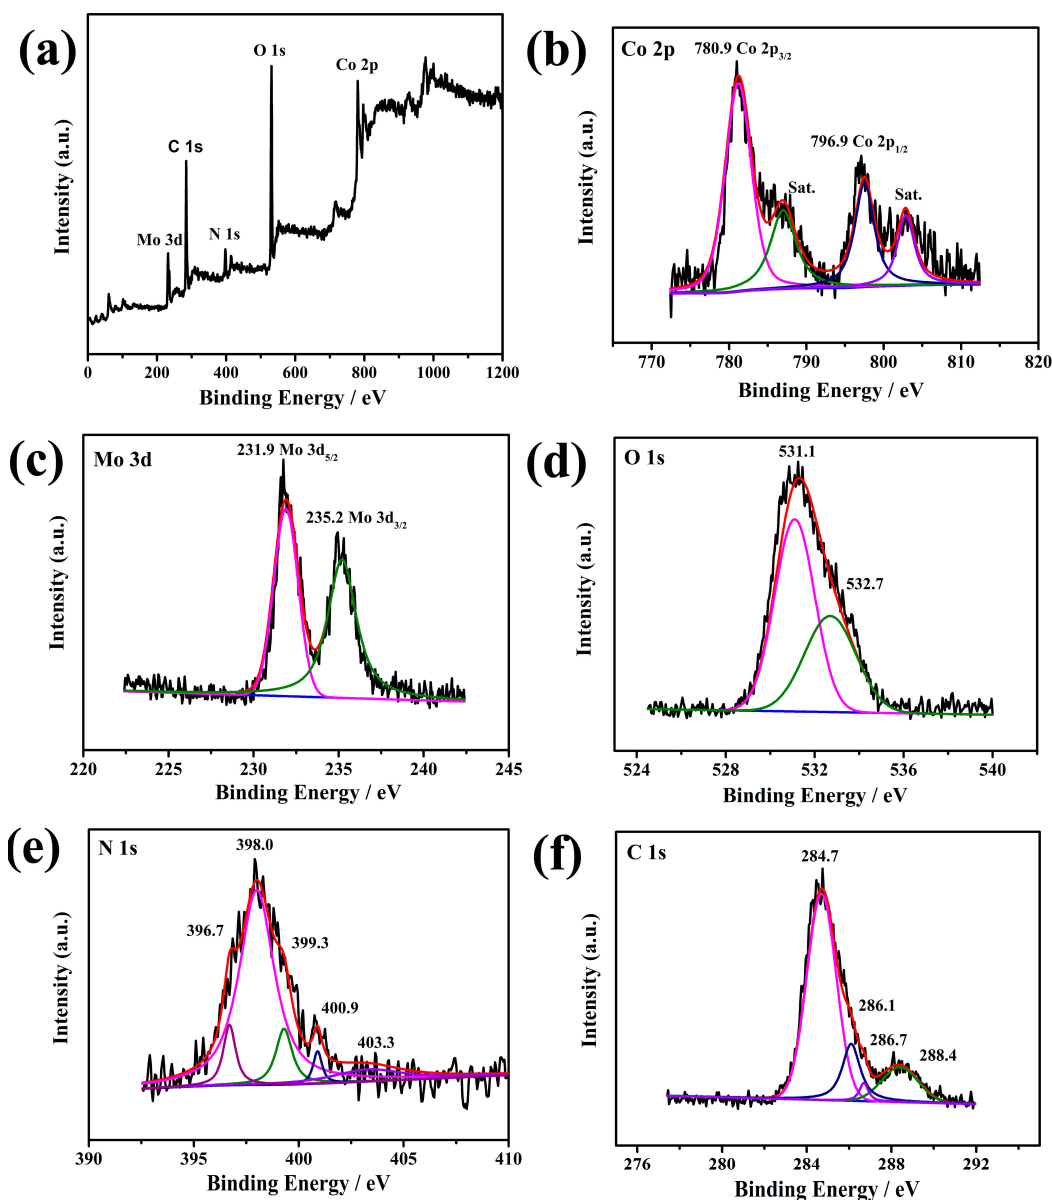 (a)
O 1s
Co 2p
C 1s
Mo 3d
N 1s
Intensity (a.u.)
0 200 400 600 800 1000 1200
Binding Energy / eV
(b)
Co 2p
780.9 Co 2p3/2
796.9 Co 2p1/2
Sat.
Sat.
Intensity (a.u.)
770 780 790 800 810 820
Binding Energy / eV
(c)
Mo 3d
231.9 Mo 3d5/2
235.2 Mo 3d3/2
Intensity (a.u.)
220 225 230 235 240 245
Binding Energy / eV
(d)
O 1s
531.1
532.7
Intensity (a.u.)
524 528 532 536 540
Binding Energy / eV
(e)
N 1s
398.0
396.7
399.3
400.9
403.3
Intensity (a.u.)
390 395 400 405 410
Binding Energy / eV
(f)
C 1s
284.7
286.1
286.7
288.4
Intensity (a.u.)
276 280 284 288 292
Binding Energy / eV